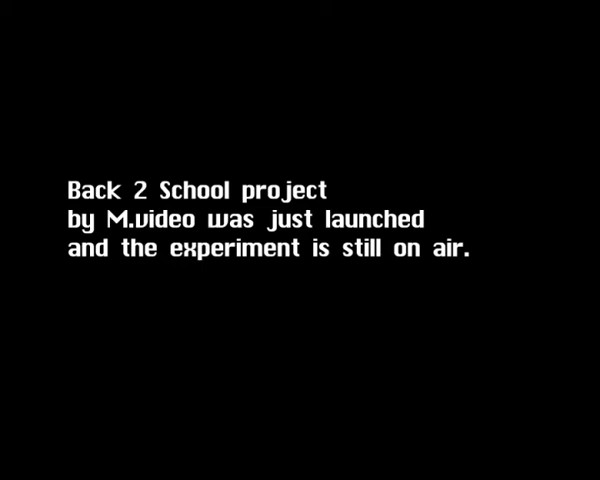 Back 2 School project
by M.video was just launched
and the experiment is still on air.